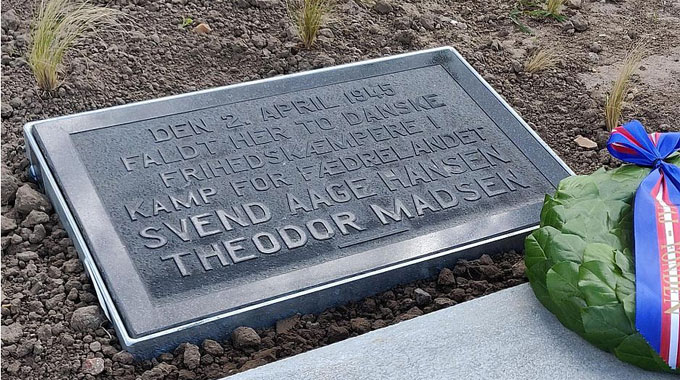 DEN 2. APRIL 1945
FALDT HER TO DANSKE
FRIHEDSKÆMPERE I
KAMP FOR FÆDRELANDET
SVEND AAGE HANSEN
THEODOR MADSEN